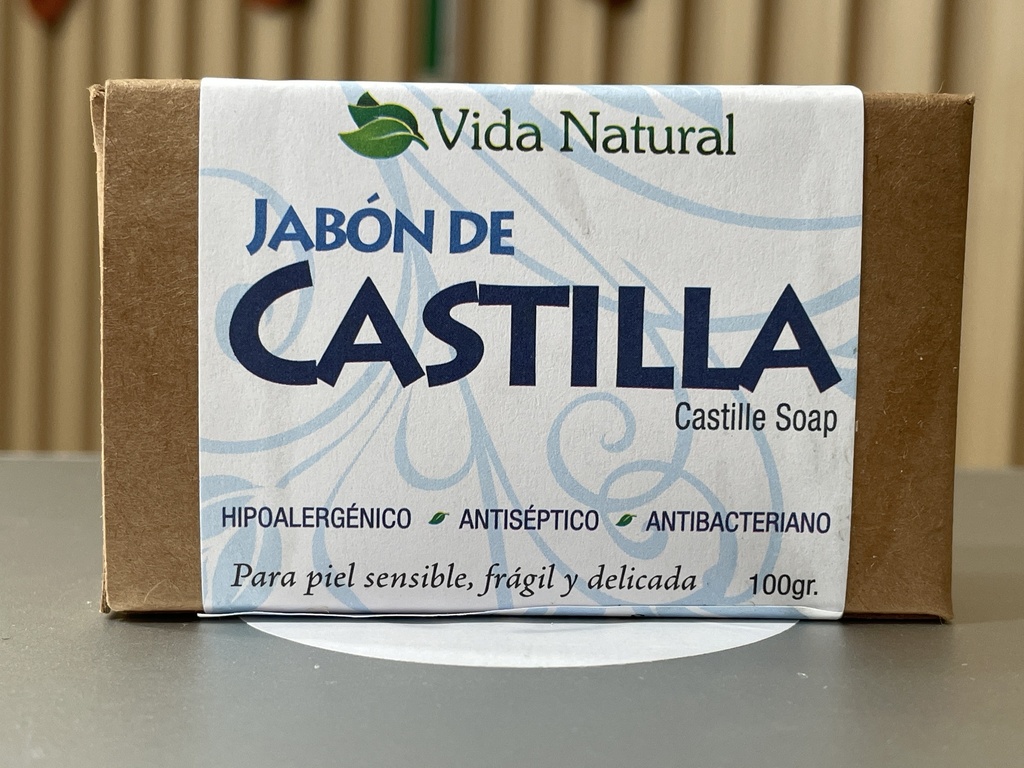 Vida Natural
JABÓN DE
CASTILLA
Castille Soap
HIPOALERGÉNICO ANTISÉPTICO ANTIBACTERIANO
Para piel sensible, frágil y delicada 100gr.